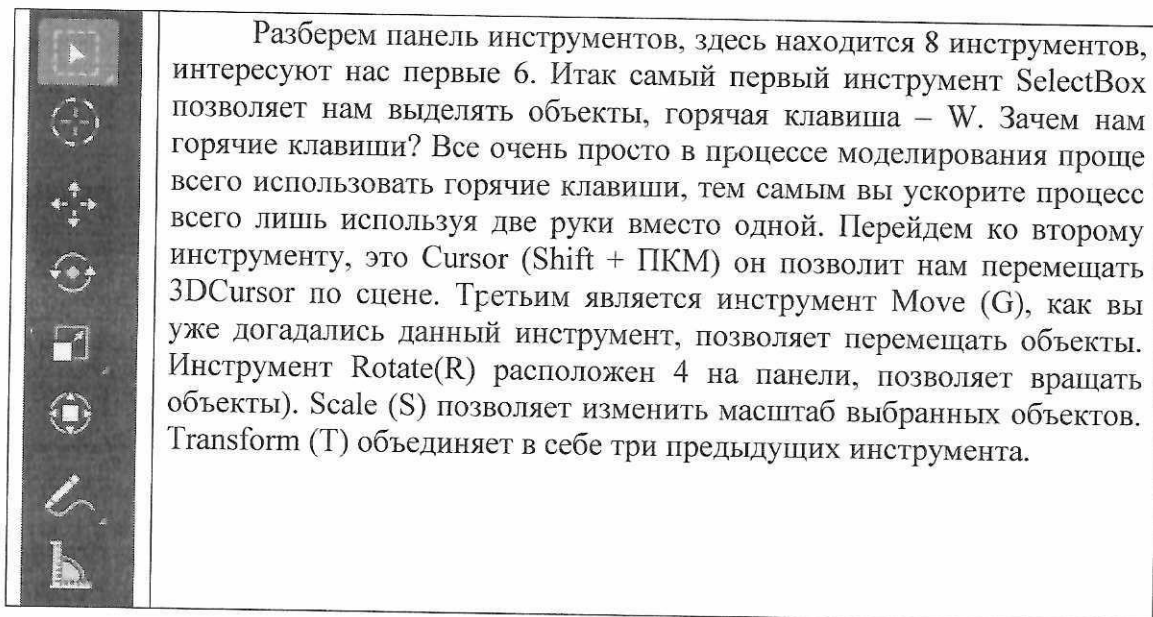 Разберем панель инструментов, здесь находится 8 инструментов,
интересуют нас первые 6. Итак самый первый инструмент SelectBox
позволяет нам выделять объекты, горячая клавиша – W. Зачем нам
горячие клавиши? Все очень просто в процессе моделирования проще
всего использовать горячие клавиши, тем самым вы ускорите процесс
всего лишь используя две руки вместо одной. Перейдем ко второму
инструменту, это Cursor (Shift + ПКМ) он позволит нам перемещать
3DCursor по сцене. Третьим является инструмент Move (G), как вы
уже догадались данный инструмент, позволяет перемещать объекты.
Инструмент Rotate(R) расположен 4 на панели, позволяет вращать
объекты). Scale (S) позволяет изменить масштаб выбранных объектов.
Transform (T) объединяет в себе три предыдущих инструмента.